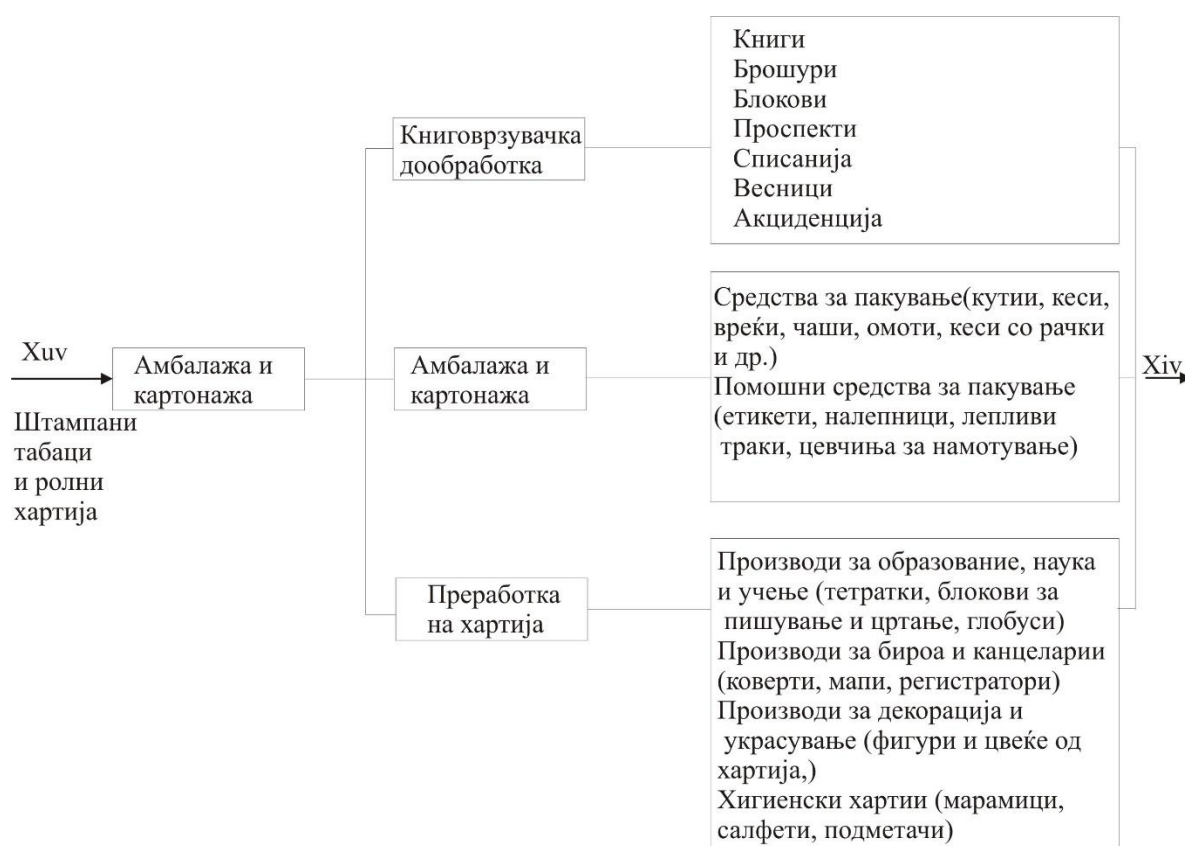 Xuv
Штампани
табаци
и ролни
хартија
Амбалажа и
картонажа
Книговрзувачка
дообработка
Амбалажа и
картонажа
Преработка
на хартија
Книги
Брошури
Блокови
Проспекти
Списанија
Весници
Акциденција
Средства за пакување(кутии, кеси,
вреќи, чаши, омоти, кеси со рачки
и др.)
Помошни средства за пакување
(етикети, налепници, лепливи
траки, цевчиња за намотување)
Производи за образование, наука
и учење (тетратки, блокови за
пишување и цртање, глобуси)
Производи за бироа и канцеларии
(коверти, мапи, регистратори)
Производи за декорација и
украсување (фигури и цвеќе од
хартија,)
Хигиенски хартии (марамици,
салфети, подметачи)
Xiv